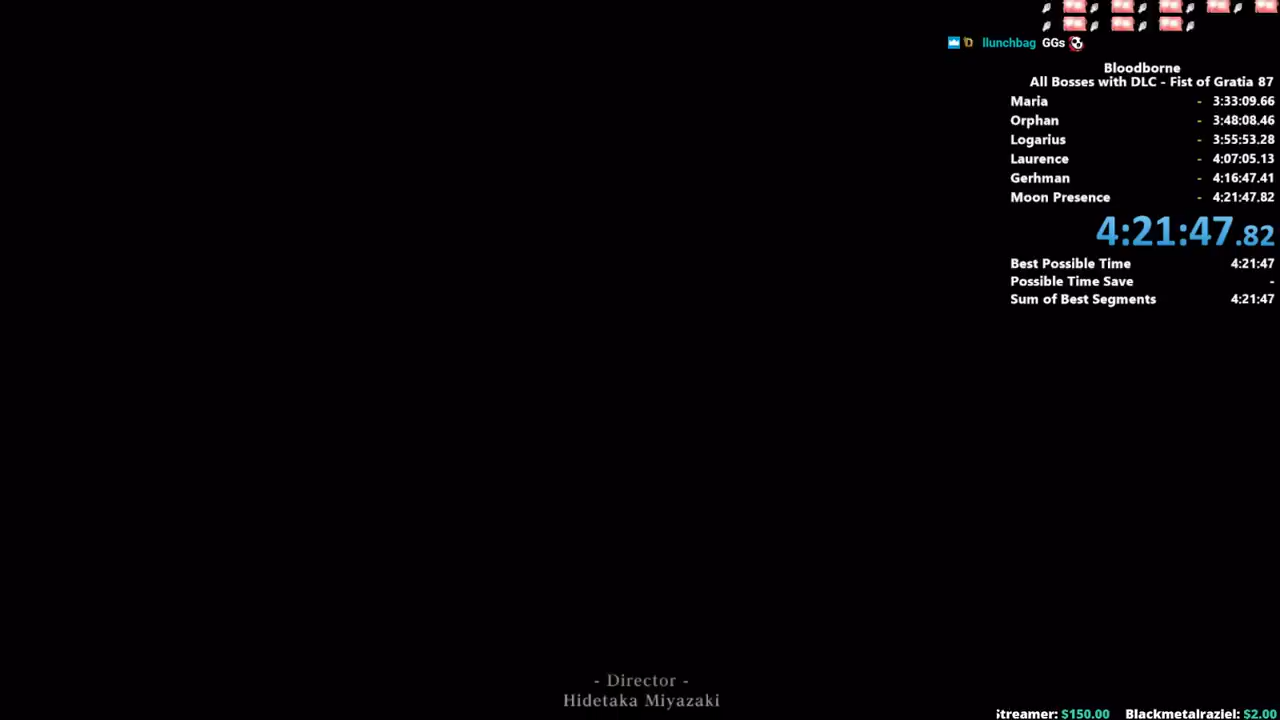 llunchbag GGs
Bloodborne
All Bosses with DLC - Fist of Gratia 87
Maria - 3:33:09.66
Orphan - 3:48:08.46
Logarius - 3:55:53.28
Laurence - 4:07:05.13
Gerhman - 4:16:47.41
Moon Presence - 4:21:47.82
4:21:47.82
Best Possible Time 4:21:47
Possible Time Save -
Sum of Best Segments 4:21:47
- Director -
Hidetaka Miyazaki
treamer: $150.00 Blackmetalraziel: $2.00